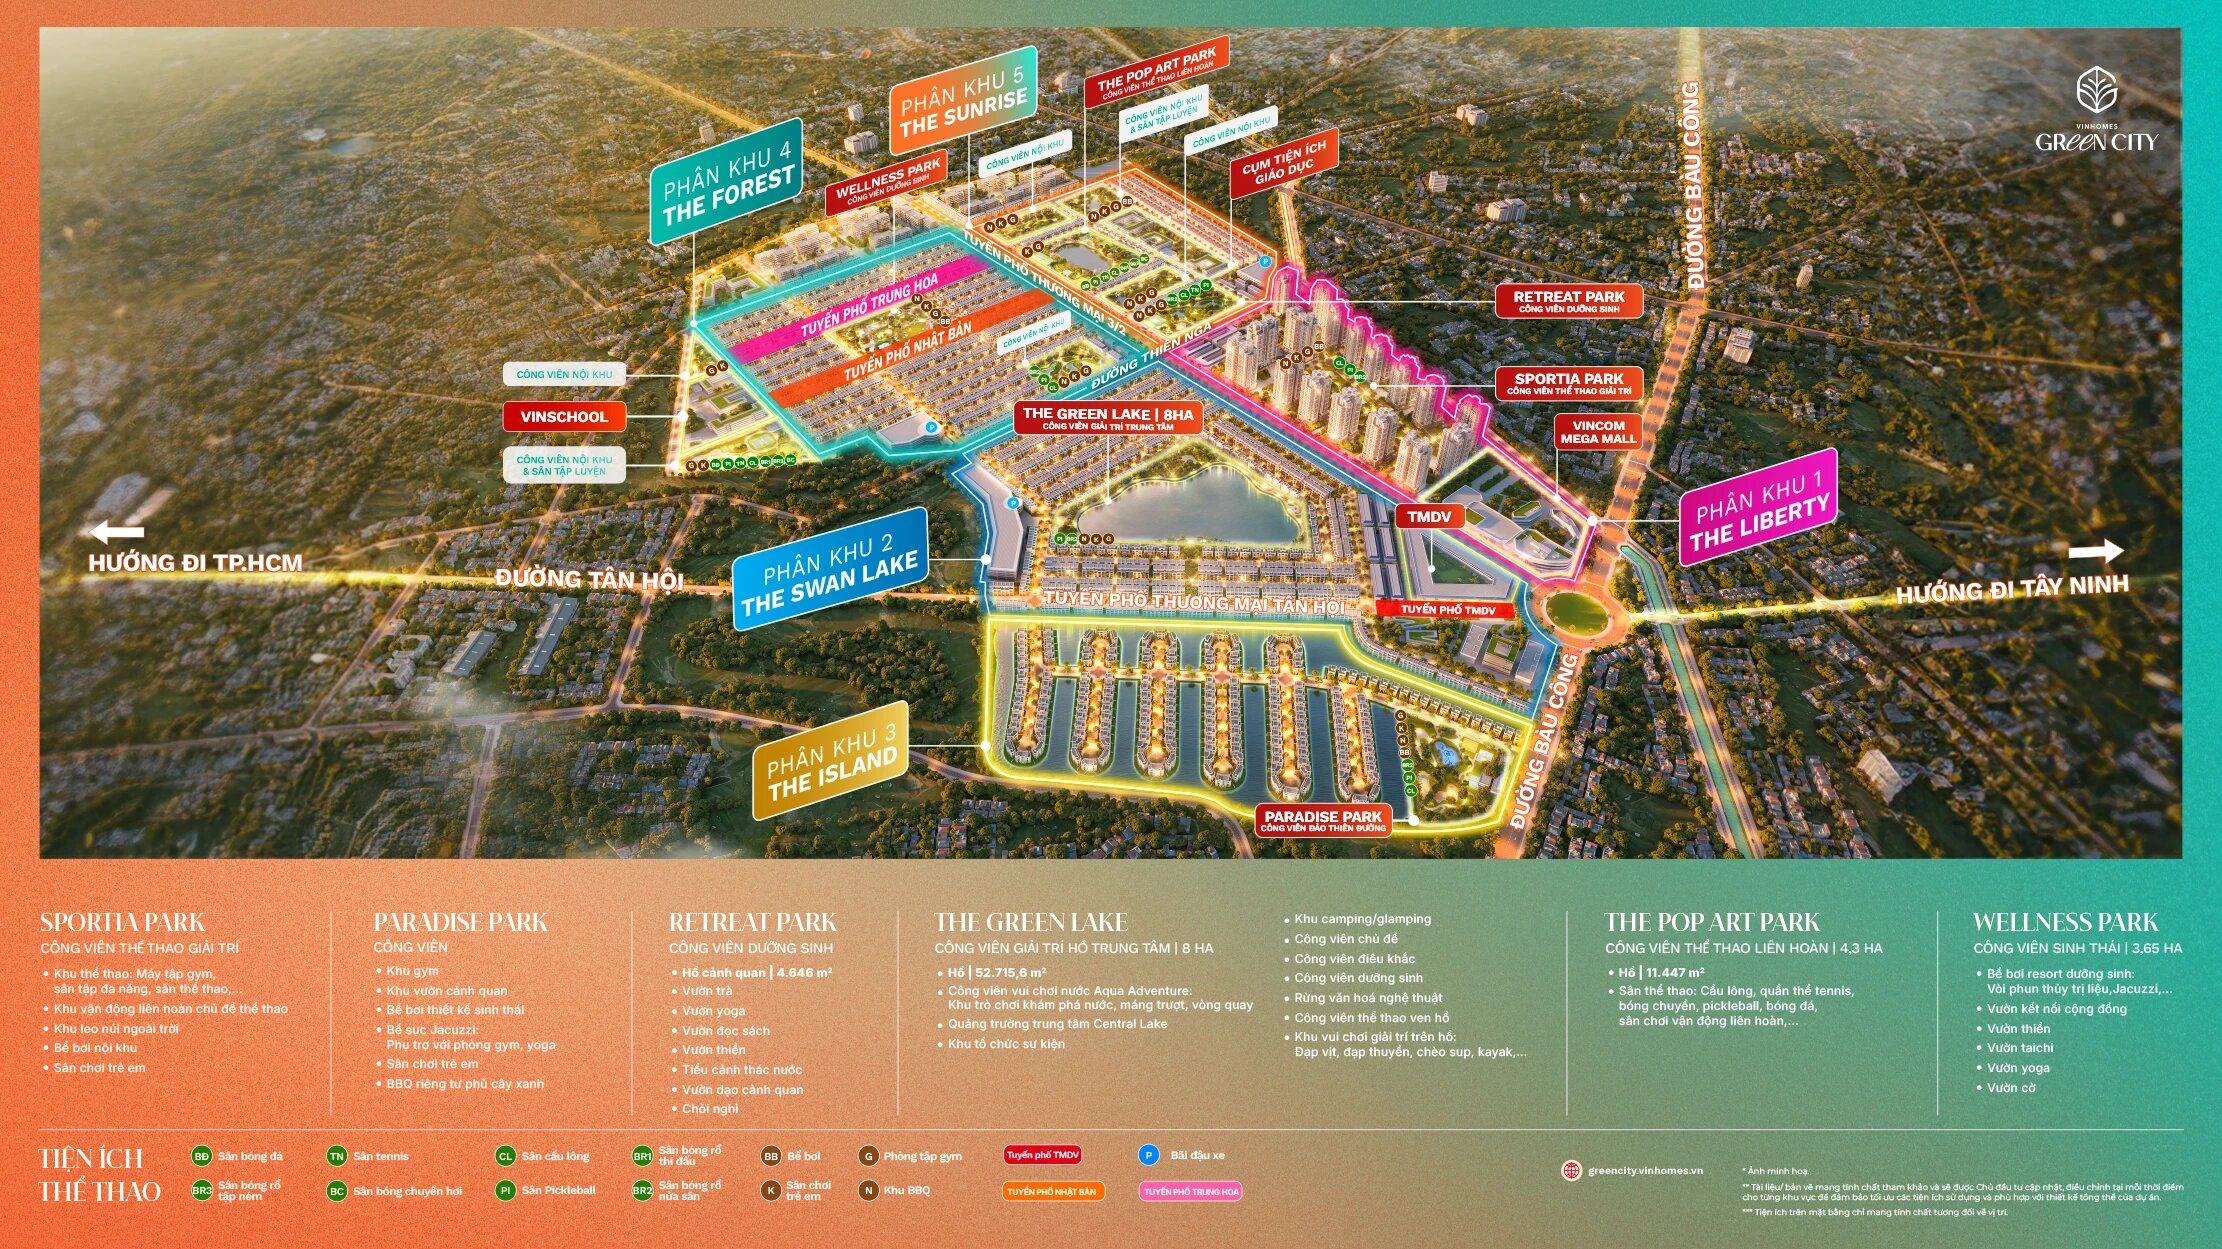 VINHOMES
GREEN CITY
PHÂN KHU 5
THE SUNRISE
THE POP ART PARK
CÔNG VIÊN THỂ THAO LIÊN HOÀN
CÔNG VIÊN NỘI KHU
& SÂN TẬP LUYỆN
CÔNG VIÊN NỘI KHU
CÔNG VIÊN NỘI KHU
CỤM TIỆN ÍCH
GIÁO DỤC
PHÂN KHU 4
THE FOREST
WELLNESS PARK
CÔNG VIÊN DƯỠNG SINH
ĐƯỜNG BÀU CÔNG
TUYẾN PHỐ THƯƠNG MẠI 3/2
TUYẾN PHỐ TRUNG HOA
TUYẾN PHỐ NHẬT BẢN
CÔNG VIÊN NỘI KHU
ĐƯỜNG THIÊN NGA
RETREAT PARK
CÔNG VIÊN DƯỠNG SINH
SPORTIA PARK
CÔNG VIÊN THỂ THAO GIẢI TRÍ
VINCOM
MEGA MALL
CÔNG VIÊN NỘI KHU
VINSCHOOL
CÔNG VIÊN NỘI KHU
& SÂN TẬP LUYỆN
THE GREEN LAKE | 8HA
CÔNG VIÊN GIẢI TRÍ TRUNG TÂM
TMDV
PHÂN KHU 1
THE LIBERTY
HƯỚNG ĐI TP.HCM
ĐƯỜNG TÂN HỘI
PHÂN KHU 2
THE SWAN LAKE
TUYẾN PHỐ THƯƠNG MẠI TÂN HỘI
TUYẾN PHỐ TMDV
HƯỚNG ĐI TÂY NINH
PHÂN KHU 3
THE ISLAND
ĐƯỜNG BÀU CÔNG
PARADISE PARK
CÔNG VIÊN ĐẢO THIÊN ĐƯỜNG
SPORTIA PARK
CÔNG VIÊN THỂ THAO GIẢI TRÍ
• Khu thể thao: Máy tập gym,
sân tập đa năng, sân thể thao,...
• Khu vận động liên hoàn chủ đề thể thao
• Khu leo núi ngoài trời
• Bể bơi nội khu
• Sân chơi trẻ em
PARADISE PARK
CÔNG VIÊN
• Khu gym
• Khu vườn cảnh quan
• Bể bơi thiết kế sinh thái
• Bể sục Jacuzzi:
Phụ trợ với phòng gym, yoga
• Sân chơi trẻ em
• BBQ riêng tư phủ cây xanh
RETREAT PARK
CÔNG VIÊN DƯỠNG SINH
• Hồ cảnh quan | 4.646 m²
• Vườn trà
• Vườn yoga
• Vườn đọc sách
• Vườn thiền
• Tiểu cảnh thác nước
• Vườn dạo cảnh quan
• Chòi nghỉ
THE GREEN LAKE
CÔNG VIÊN GIẢI TRÍ HỒ TRUNG TÂM | 8 HA
• Hồ | 52.715,6 m²
• Công viên vui chơi nước Aqua Adventure:
Khu trò chơi khám phá nước, máng trượt, vòng quay
• Quảng trường trung tâm Central Lake
• Khu tổ chức sự kiện
• Khu camping/glamping
• Công viên chủ đề
• Công viên điêu khắc
• Công viên dưỡng sinh
• Rừng văn hoá nghệ thuật
• Công viên thể thao ven hồ
• Khu vui chơi giải trí trên hồ:
Đạp vịt, đạp thuyền, chèo sup, kayak,...
THE POP ART PARK
CÔNG VIÊN THỂ THAO LIÊN HOÀN | 4,3 HA
• Hồ | 11.447 m²
• Sân thể thao: Cầu lông, quần thể tennis,
bóng chuyền, pickleball, bóng đá,
sân chơi vận động liên hoàn,...
WELLNESS PARK
CÔNG VIÊN SINH THÁI | 3,65 HA
• Bể bơi resort dưỡng sinh:
Vòi phun thủy trị liệu,Jacuzzi,...
• Vườn kết nối cộng đồng
• Vườn thiền
• Vườn taichi
• Vườn yoga
• Vườn cờ
TIỆN ÍCH
THỂ THAO
BĐ Sân bóng đá
TN Sân tennis
CL Sân cầu lông
BR1 Sân bóng rổ
thi đấu
BB Bể bơi
G Phòng tập gym
Tuyến phố TMDV
P Bãi đậu xe
BR3 Sân bóng rổ
tập ném
BC Sân bóng chuyền hơi
PI Sân Pickleball
BR2 Sân bóng rổ
nửa sân
K Sân chơi
trẻ em
N Khu BBQ
TUYẾN PHỐ NHẬT BẢN
TUYẾN PHỐ TRUNG HOA
greencity.vinhomes.vn
* Ảnh minh hoạ.
** Tài liệu/ bản vẽ mang tính chất tham khảo và sẽ được Chủ đầu tư cập nhật, điều chỉnh tại mỗi thời điểm
cho từng khu vực để đảm bảo tối ưu các tiện ích sử dụng và phù hợp với thiết kế tổng thể của dự án.
*** Tiện ích trên mặt bằng chỉ mang tính chất tương đối về vị trí.